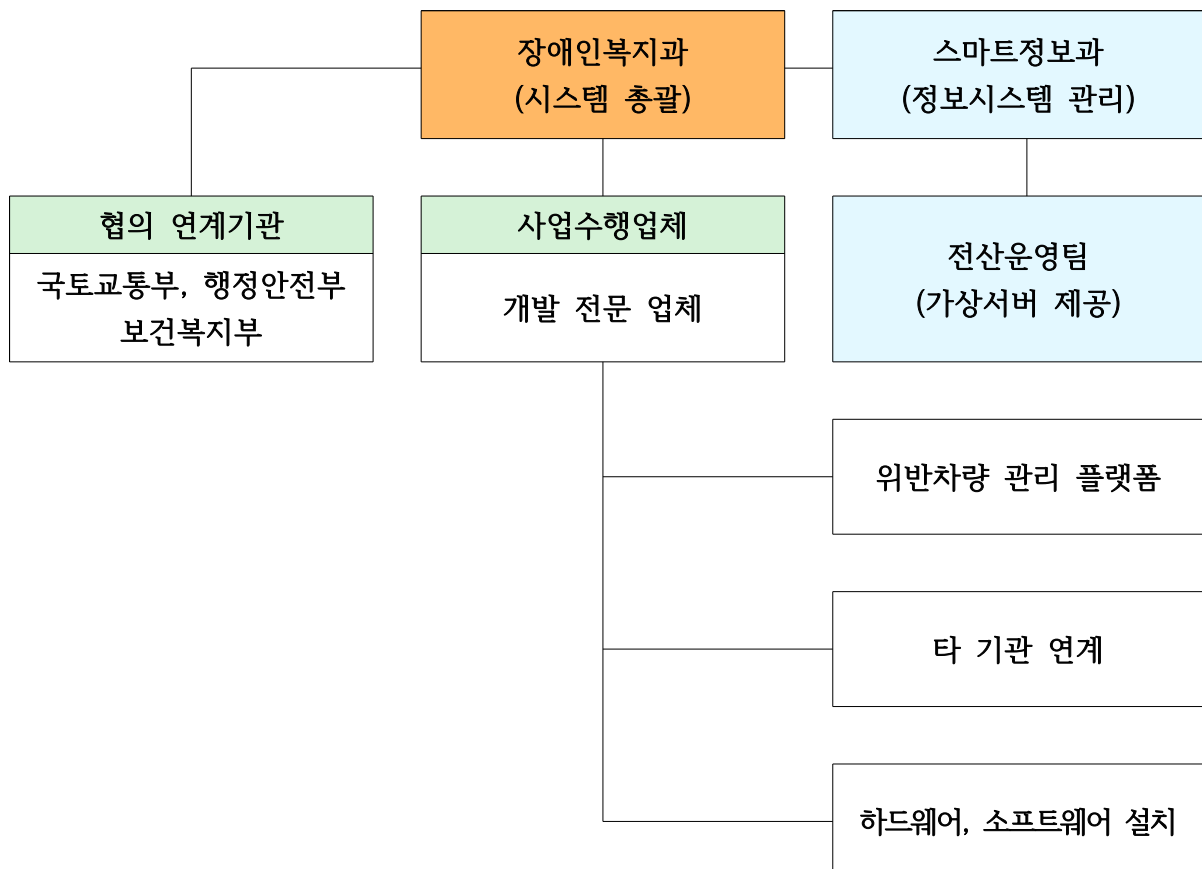 장애인복지과
(시스템 총괄)
스마트정보과
(정보시스템 관리)
협의 연계기관
국토교통부, 행정안전부
보건복지부
사업수행업체
개발 전문 업체
전산운영팀
(가상서버 제공)
위반차량 관리 플랫폼
타 기관 연계
하드웨어, 소프트웨어 설치